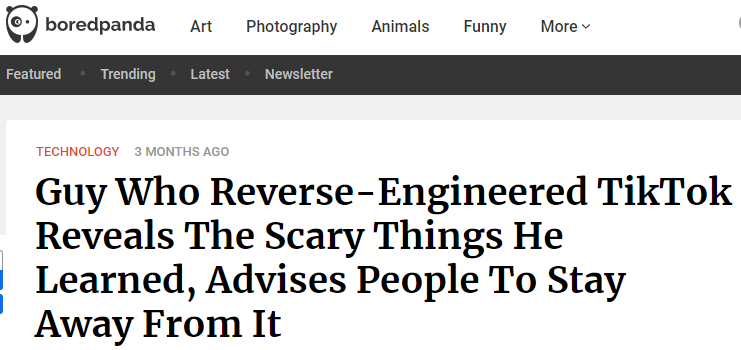 boredpanda Art Photography Animals Funny More
Featured • Trending • Latest • Newsletter
TECHNOLOGY 3 MONTHS AGO
Guy Who Reverse-Engineered TikTok
Reveals The Scary Things He
Learned, Advises People To Stay
Away From It